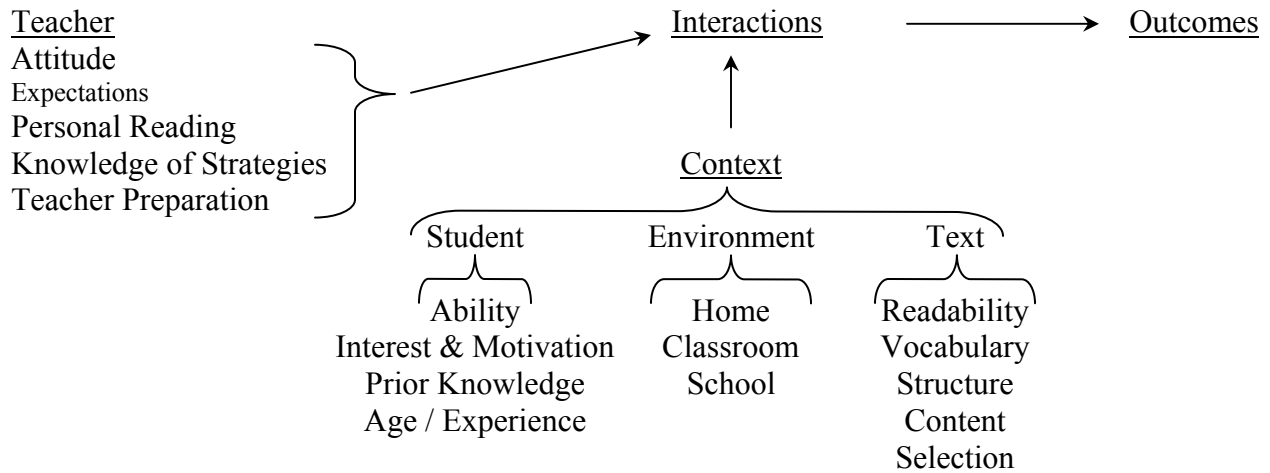 Teacher
Attitude
Expectations
Personal Reading
Knowledge of Strategies
Teacher Preparation
Interactions
Outcomes
Context
Student
Ability
Interest & Motivation
Prior Knowledge
Age / Experience
Environment
Home
Classroom
School
Text
Readability
Vocabulary
Structure
Content
Selection